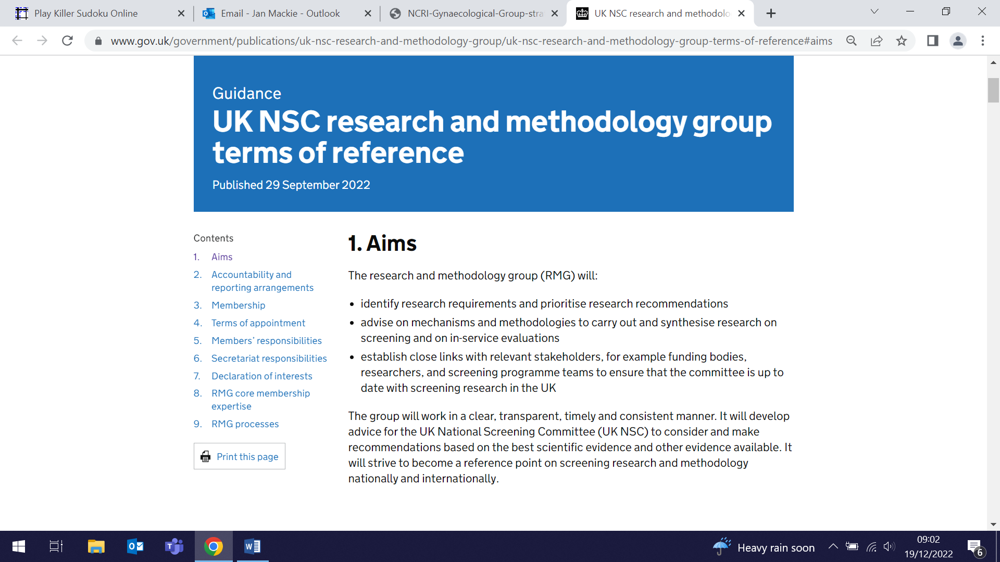 Play Killer Sudoku Online
Email - Jan Mackie - Outlook
NCRI-Gynaecological-Group-stra
UK NSC research and methodolo
www.gov.uk/government/publications/uk-nsc-research-and-methodology-group/uk-nsc-research-and-methodology-group-terms-of-reference#aims
Guidance
UK NSC research and methodology group
terms of reference
Published 29 September 2022
Contents
1. Aims
2. Accountability and
reporting arrangements
3. Membership
4. Terms of appointment
5. Members’ responsibilities
6. Secretariat responsibilities
7. Declaration of interests
8. RMG core membership
expertise
9. RMG processes
Print this page
1. Aims
The research and methodology group (RMG) will:
• identify research requirements and prioritise research recommendations
• advise on mechanisms and methodologies to carry out and synthesise research on
screening and on in-service evaluations
• establish close links with relevant stakeholders, for example funding bodies,
researchers, and screening programme teams to ensure that the committee is up to
date with screening research in the UK
The group will work in a clear, transparent, timely and consistent manner. It will develop
advice for the UK National Screening Committee (UK NSC) to consider and make
recommendations based on the best scientific evidence and other evidence available. It
will strive to become a reference point on screening research and methodology
nationally and internationally.
Heavy rain soon
09:02
19/12/2022
6